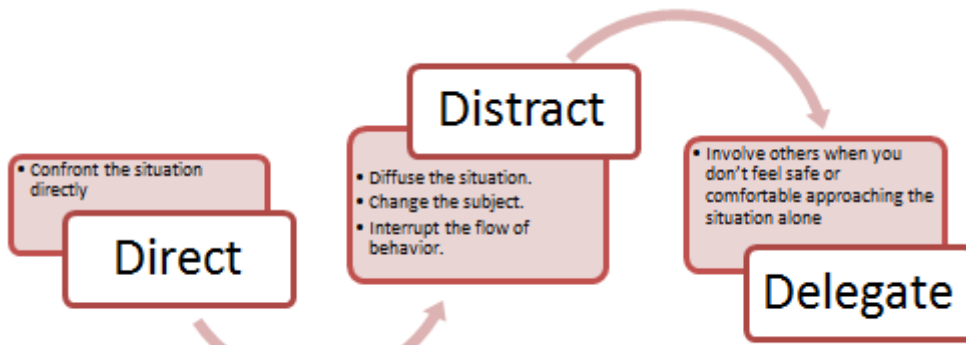 • Confront the situation
directly
Direct
Distract
• Diffuse the situation.
• Change the subject.
• Interrupt the flow of
behavior.
• Involve others when you
don't feel safe or
comfortable approaching the
situation alone
Delegate